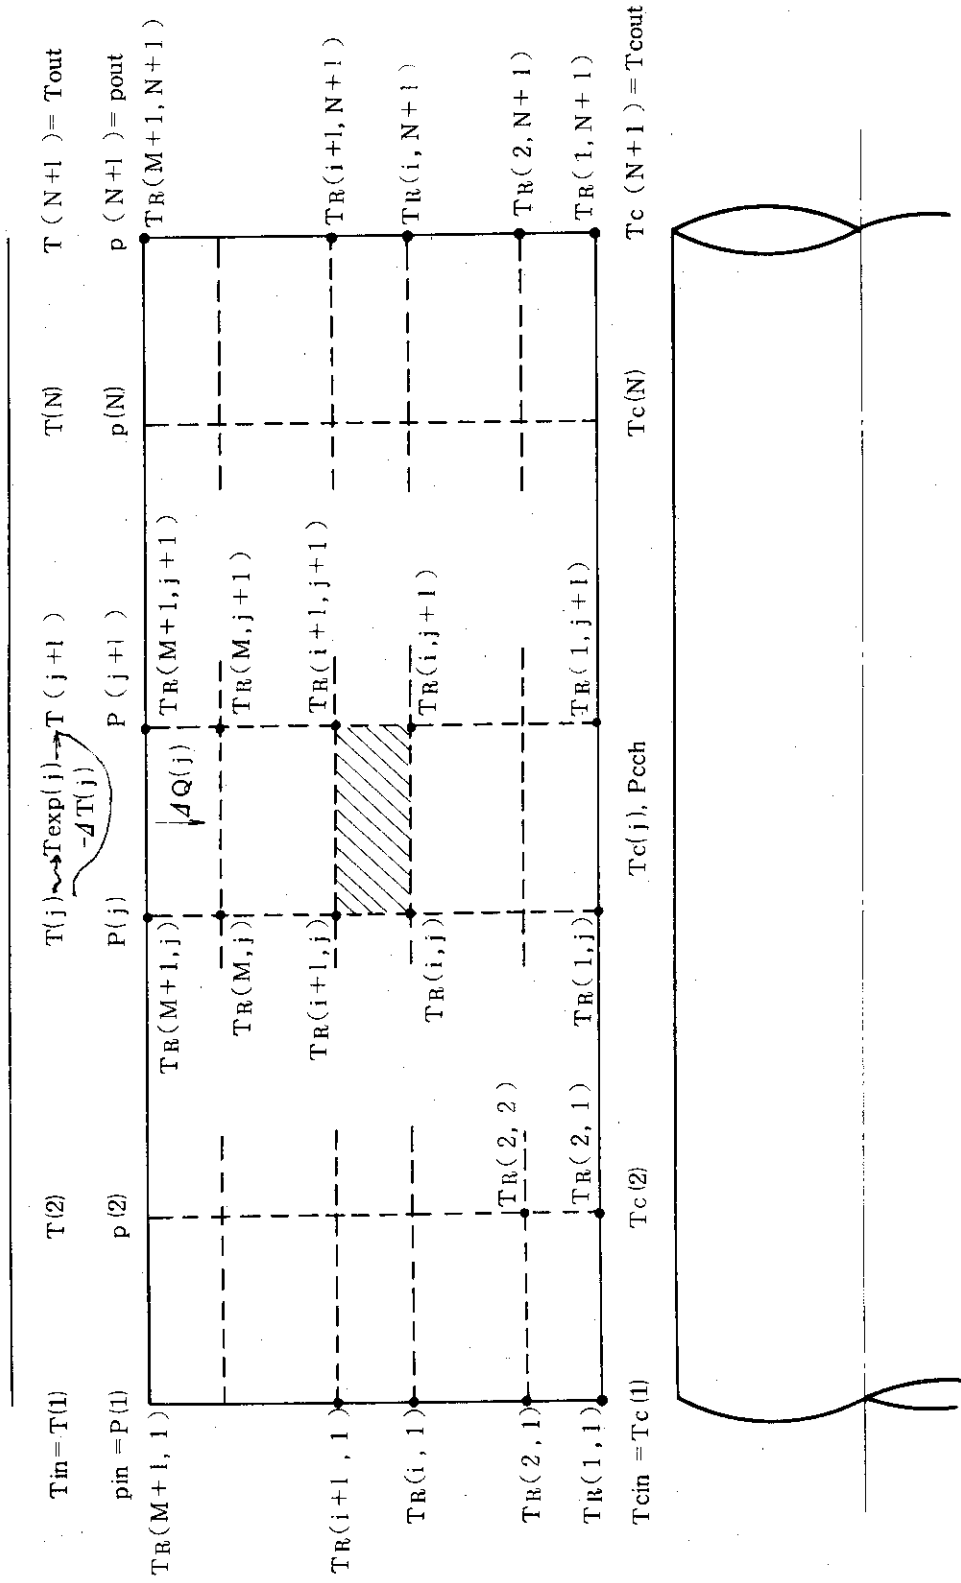 Tin=T(1) T(2) T(j) Texp(j) T(j+1) T(N) T(N+1)=Tout
-ΔT(j)
pin=P(1) p(2) P(j) P(j+1) p(N) p(N+1)=pout
TR(M+1,1) TR(M+1,j) TR(M+1,j+1) TR(M+1,N+1)
ΔQ(j)
TR(M,j) TR(M,j+1)
TR(i+1,1) TR(i+1,j) TR(i+1,j+1) TR(i+1,N+1)
TR(i,1) TR(i,j) TR(i,j+1) TR(i,N+1)
TR(2,1) TR(2,2) TR(2,N+1)
TR(1,1) TR(2,1) TR(1,j) TR(1,j+1) TR(1,N+1)
Tcin=Tc(1) Tc(2) Tc(j), Pcch Tc(N) Tc(N+1)=Tcout